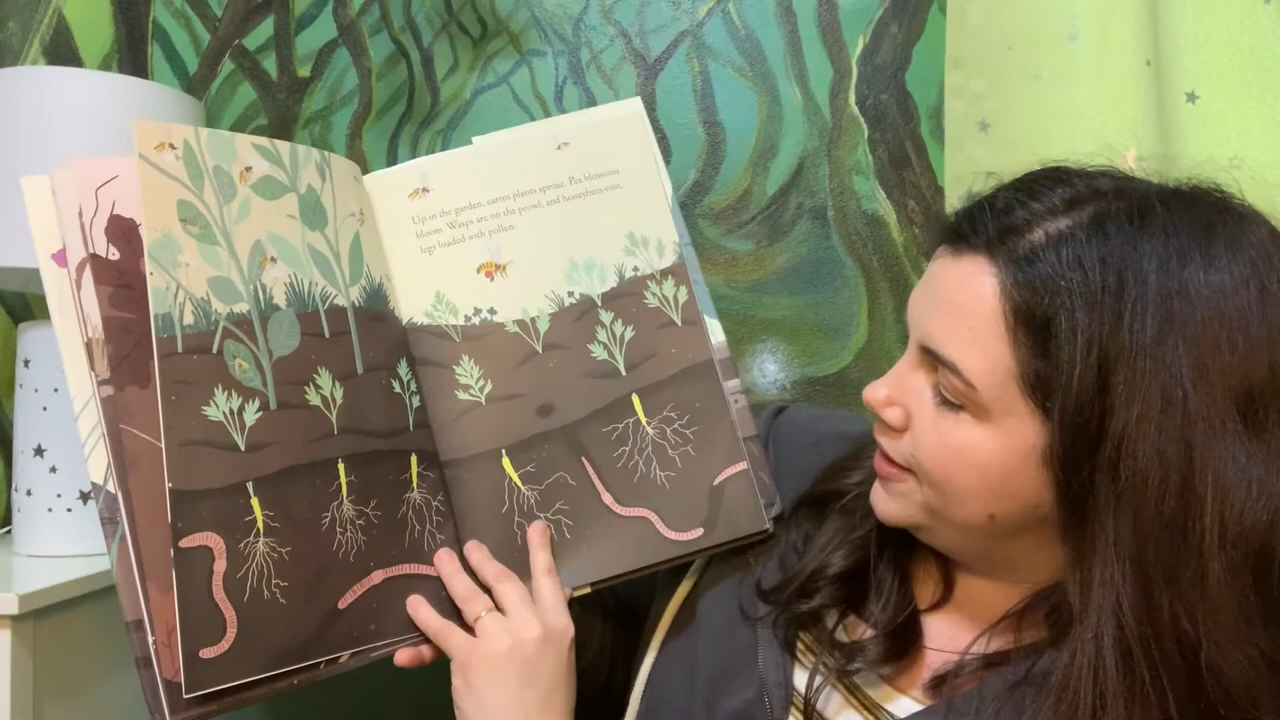 Up in the garden, carrot plants sprout. Pea blossoms
bloom. Wasps are on the prowl, and honeybees visit,
legs loaded with pollen.